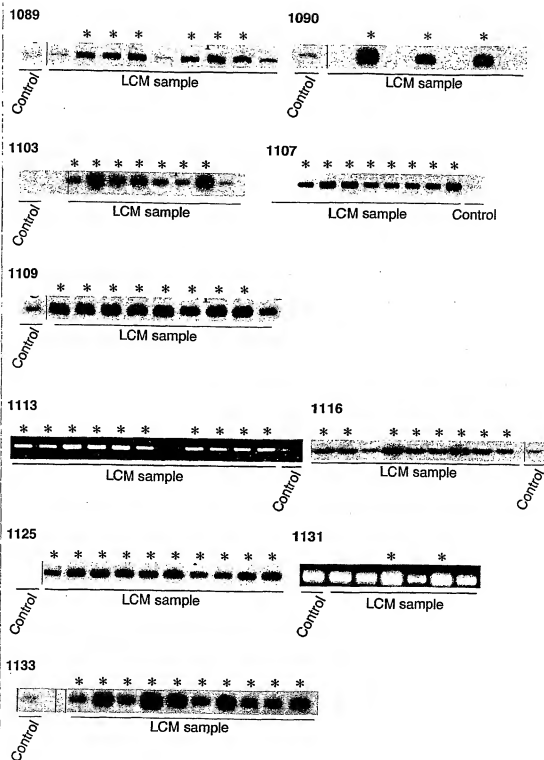 1089
* * * * * *
Control
LCM sample
1090
* * *
Control
LCM sample
1103
* * * * * * *
Control
LCM sample
1107
* * * * * * * *
LCM sample
Control
1109
* * * * * * * *
Control
LCM sample
1113
* * * * * * * * * *
LCM sample
Control
1116
* * * * * * * *
LCM sample
Control
1125
* * * * * * * * * *
Control
LCM sample
1131
* *
Control
LCM sample
1133
* * * * * * * * * *
Control
LCM sample